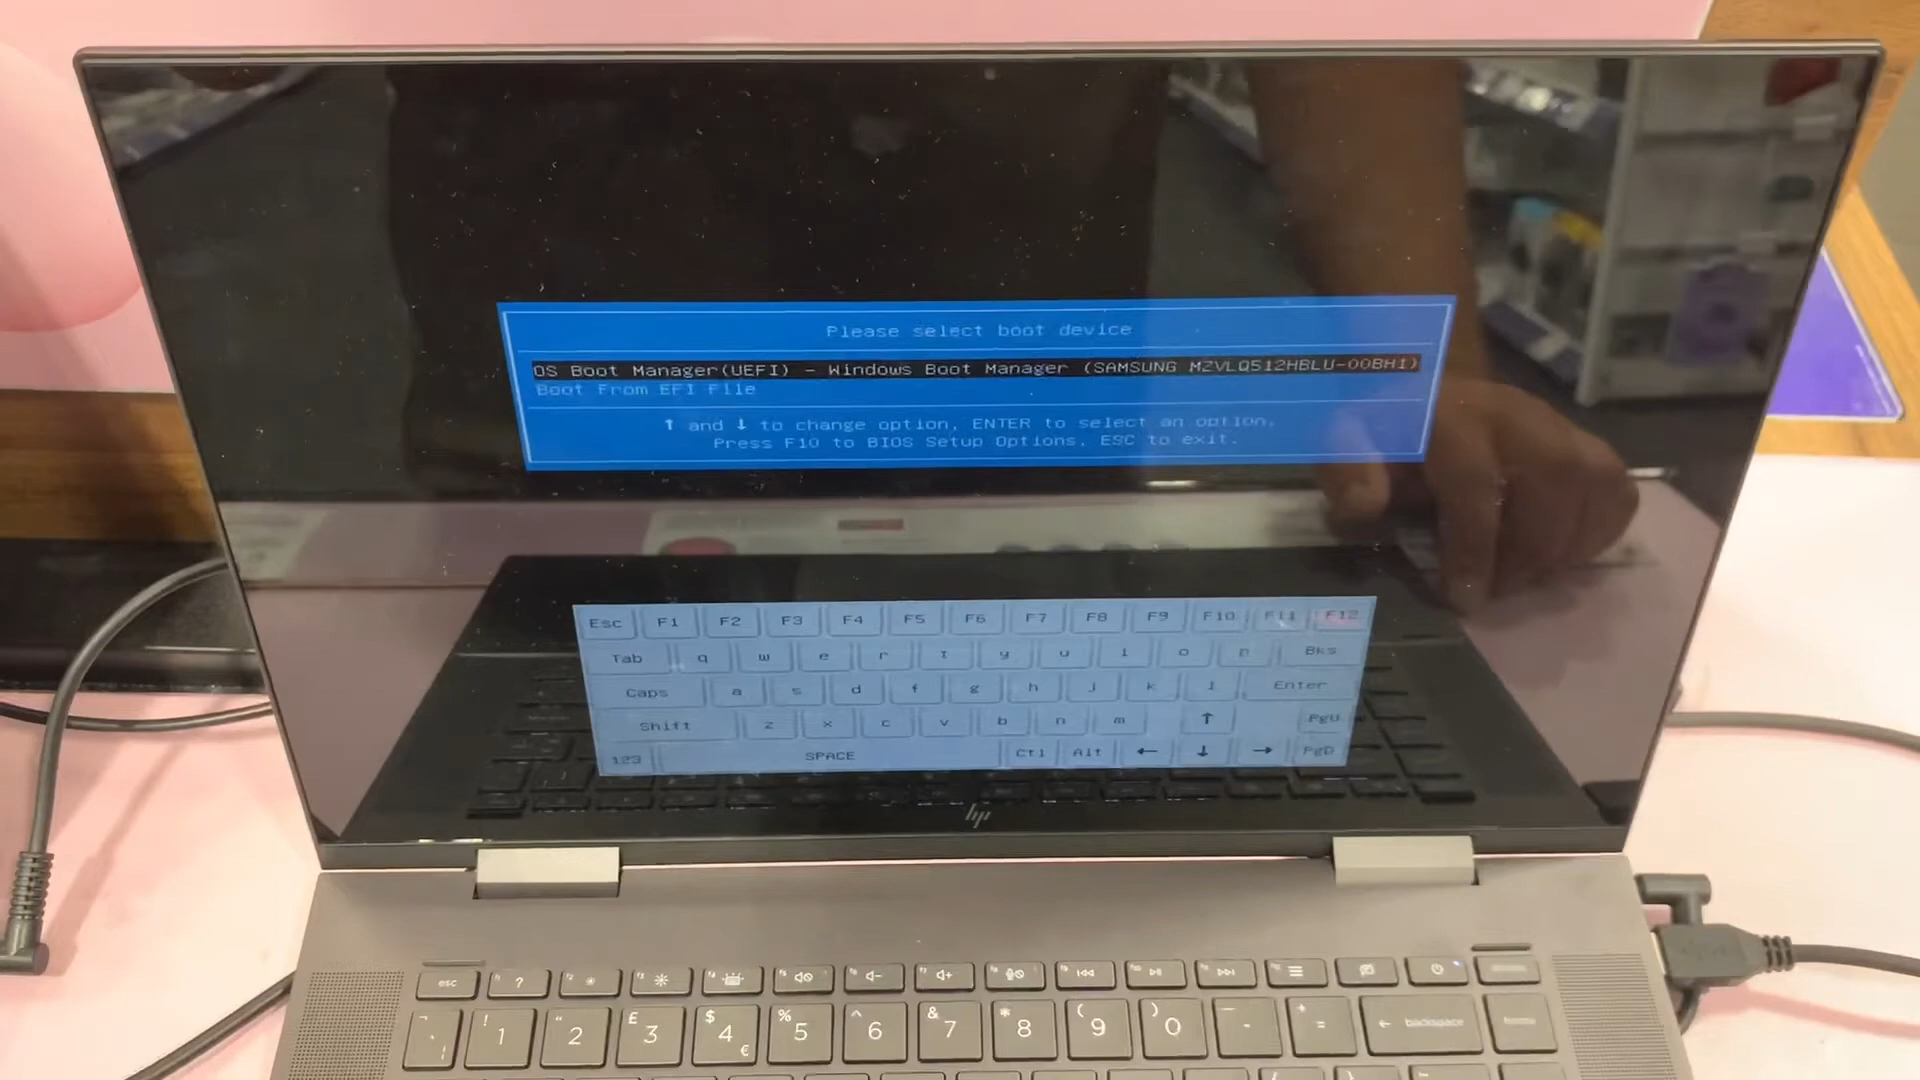 Please select boot device
OS Boot Manager(UEFI) - Windows Boot Manager (SAMSUNG MZVLQ512HBLU-00BH1)
Boot From EFI File
↑ and ↓ to change option, ENTER to select an option.
Press F10 to BIOS Setup Options, ESC to exit.
Esc F1 F2 F3 F4 F5 F6 F7 F8 F9 F10 F11 F12
Tab q w e r t y u i o p Bks
Caps a s d f g h j k l Enter
Shift z x c v b n m ↑ PgU
123 SPACE Ctl Alt ← ↓ → PgD
hp
esc ?
! 1 " 2 £ 3 $ 4 € % 5 ^ 6 & 7 * 8 ( 9 ) 0 _ - + = ← backspace